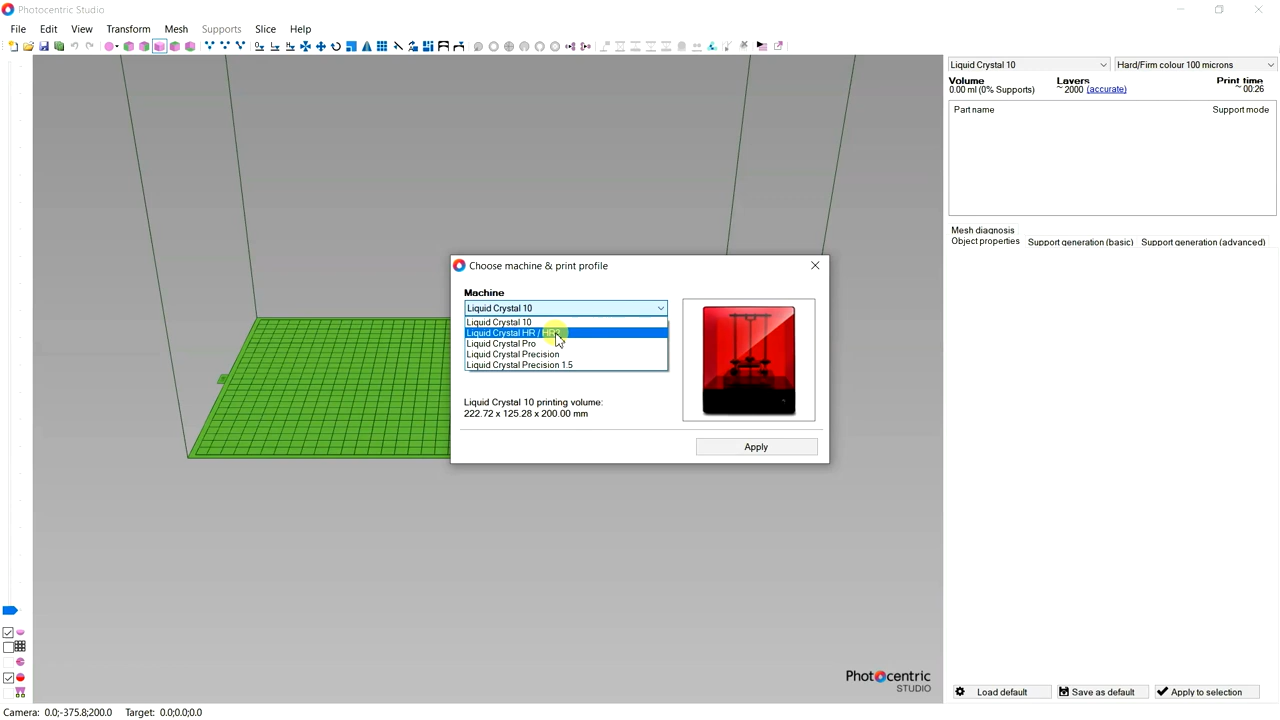 Photocentric Studio
File Edit View Transform Mesh Supports Slice Help
Liquid Crystal 10 Hard/Firm colour 100 microns
Volume Layers Print time
0.00 ml (0% Supports) ~ 2000 (accurate) ~ 00:26
Part name Support mode
Mesh diagnosis
Object properties Support generation (basic) Support generation (advanced)
Choose machine & print profile
Machine
Liquid Crystal 10
Liquid Crystal 10
Liquid Crystal HR /
Liquid Crystal Pro
Liquid Crystal Precision
Liquid Crystal Precision 1.5
Liquid Crystal 10 printing volume:
222.72 x 125.28 x 200.00 mm
Apply
Photocentric
STUDIO
Load default Save as default Apply to selection
Camera: 0.0;-375.8;200.0 Target: 0.0;0.0;0.0